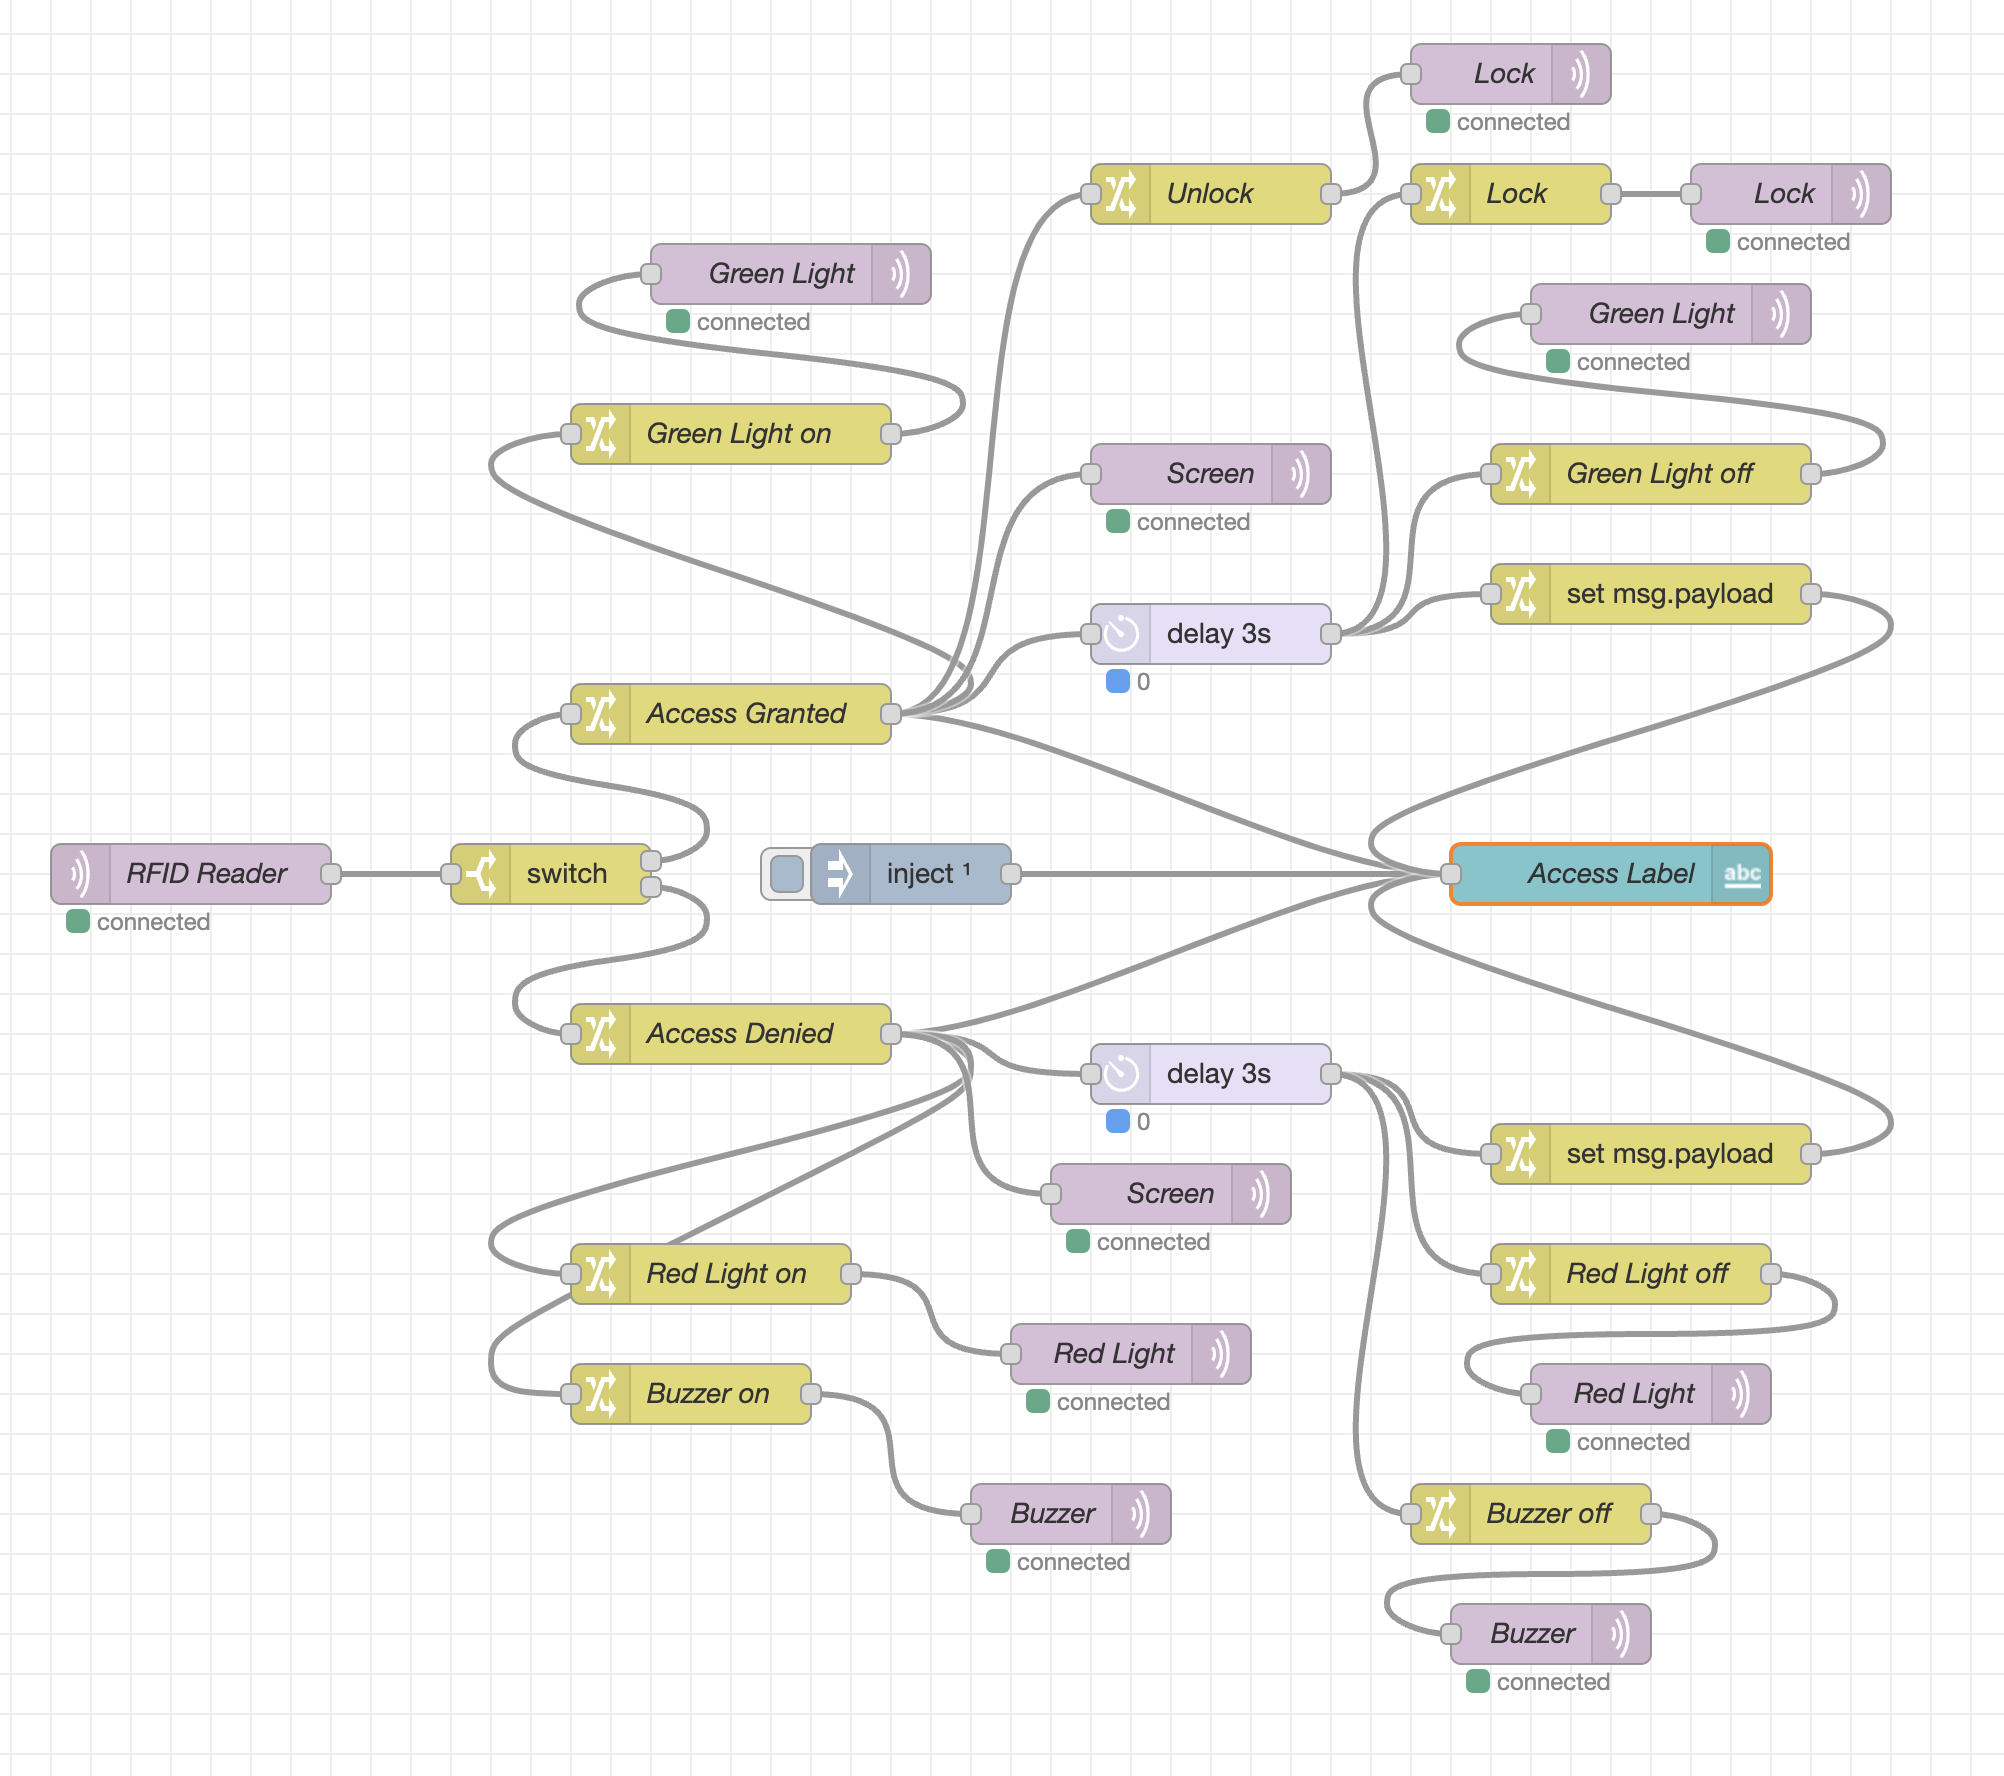 Lock
connected
Unlock
Lock
Lock
connected
Green Light
connected
Green Light
connected
Green Light on
Screen
connected
Green Light off
set msg.payload
delay 3s
0
Access Granted
RFID Reader
connected
switch
inject ¹
Access Label
abc
Access Denied
delay 3s
0
set msg.payload
Screen
connected
Red Light on
Red Light off
Red Light
connected
Buzzer on
Red Light
connected
Buzzer
connected
Buzzer off
Buzzer
connected